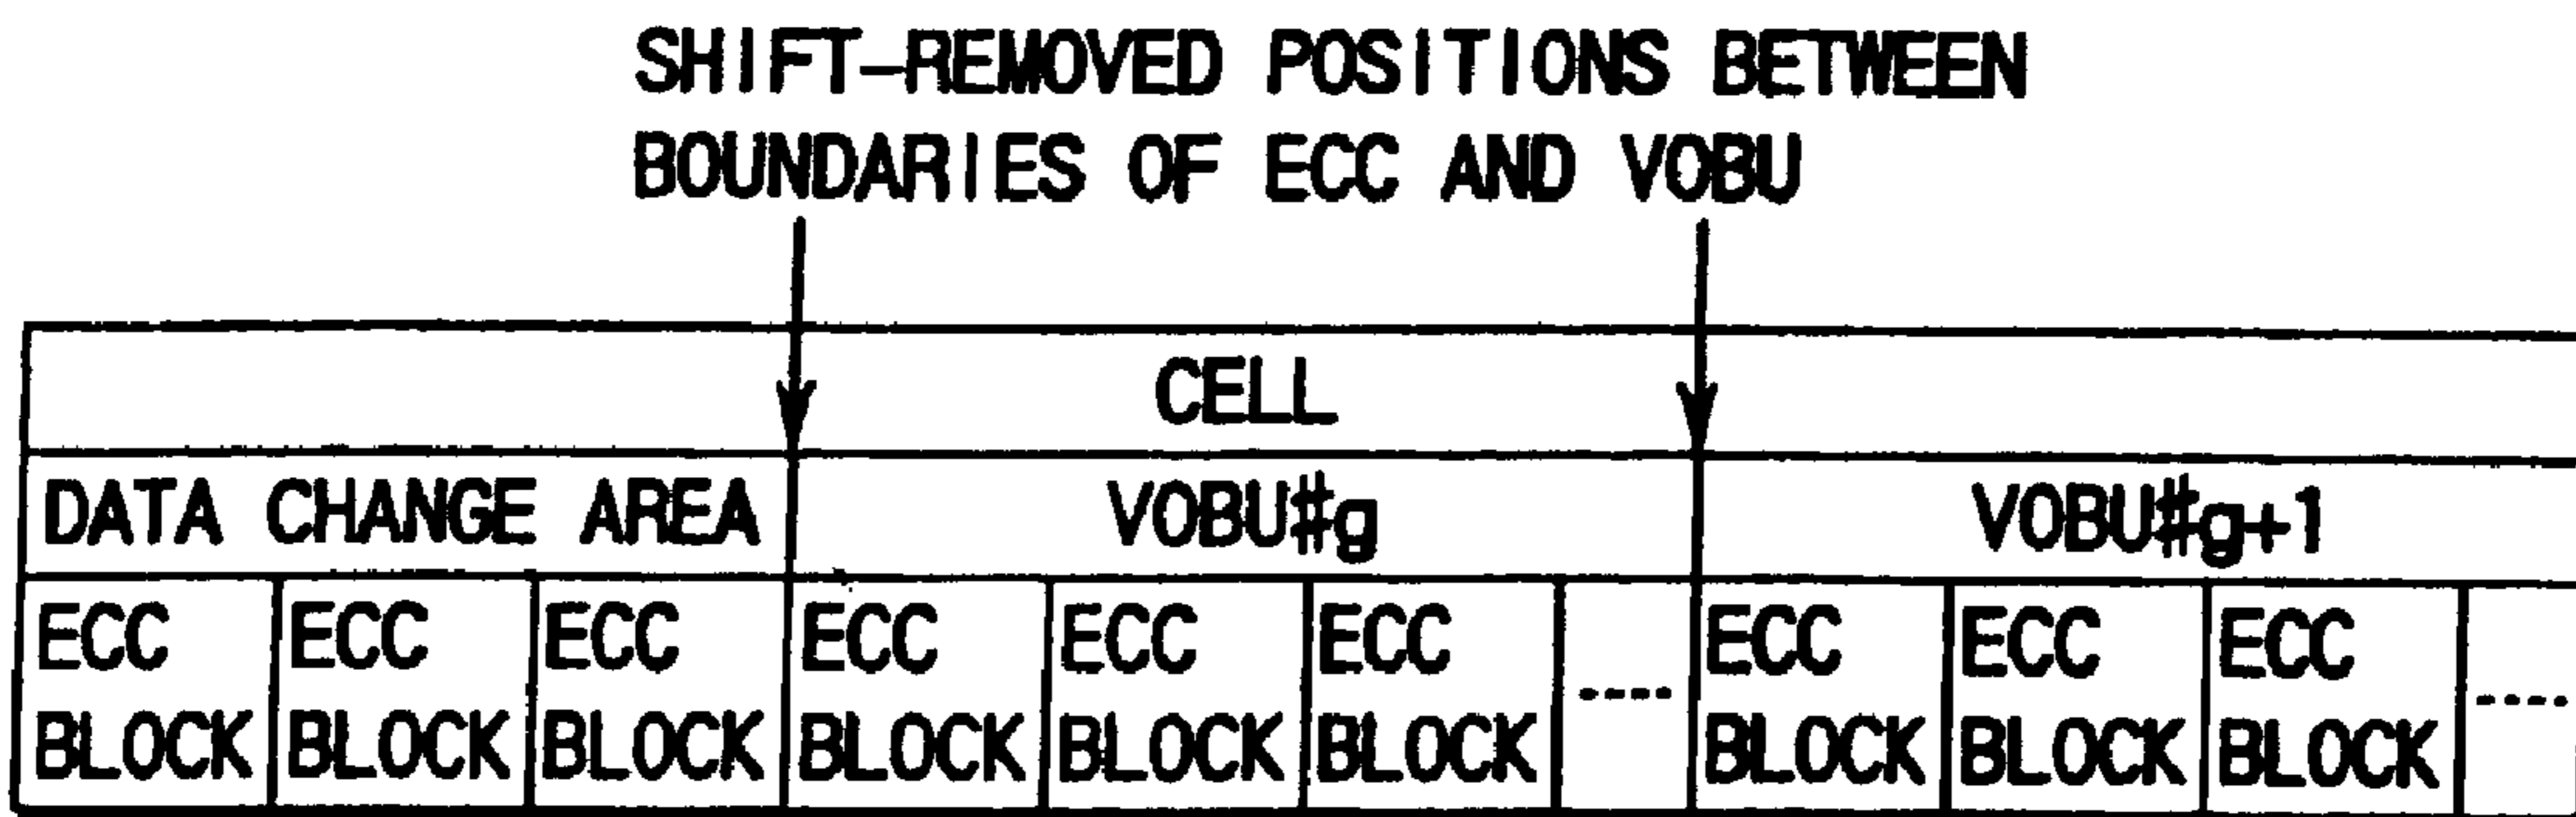 SHIFT-REMOVED POSITIONS BETWEEN
BOUNDARIES OF ECC AND VOBU
CELL
DATA CHANGE AREA VOBU#g VOBU#g+1
ECC ECC ECC ECC ECC ECC ---- ECC ECC ECC ----
BLOCK BLOCK BLOCK BLOCK BLOCK BLOCK BLOCK BLOCK BLOCK